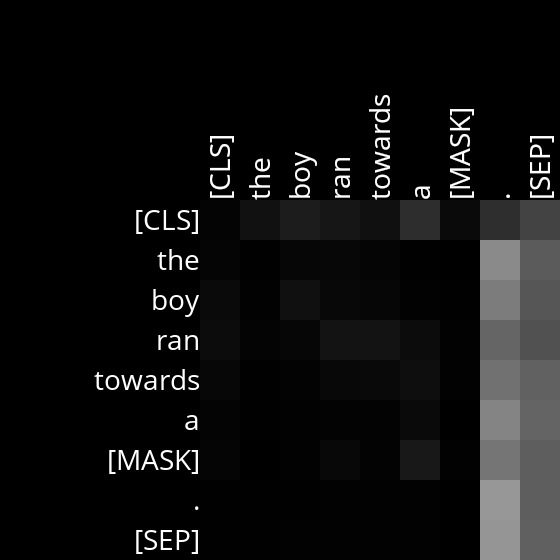 [CLS] the boy ran towards a [MASK] . [SEP]
[CLS]
the
boy
ran
towards
a
[MASK]
.
[SEP]